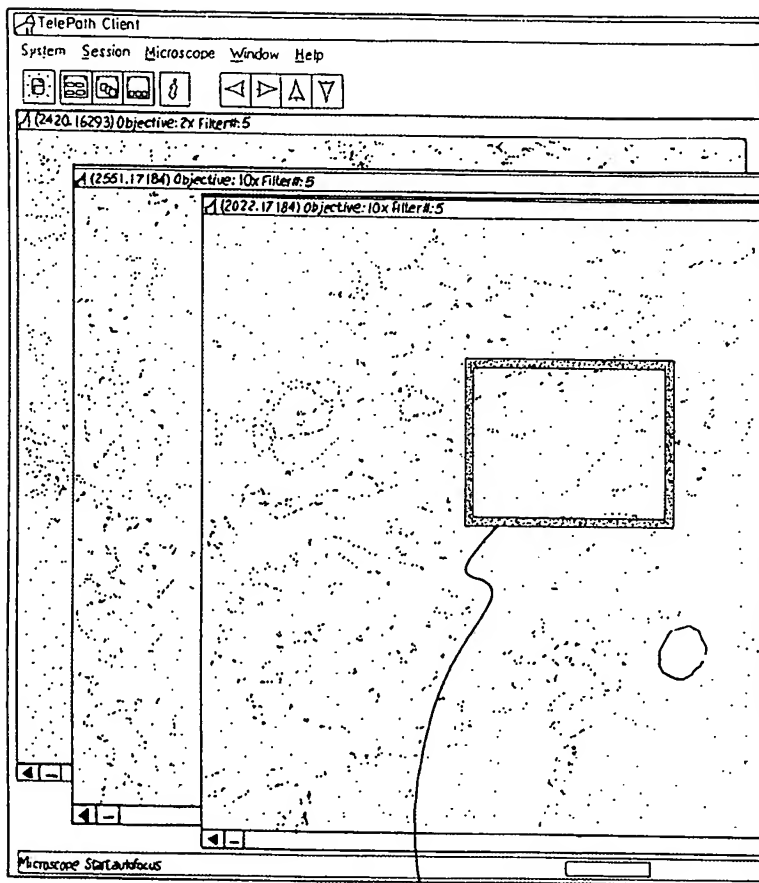 TelePath Client
System Session Microscope Window Help
(2420.16293) Objective: 2x Filter#: 5
(2551.17184) Objective: 10x Filter#: 5
(2022.17184) Objective: 10x Filter#: 5
Microscope Start autofocus